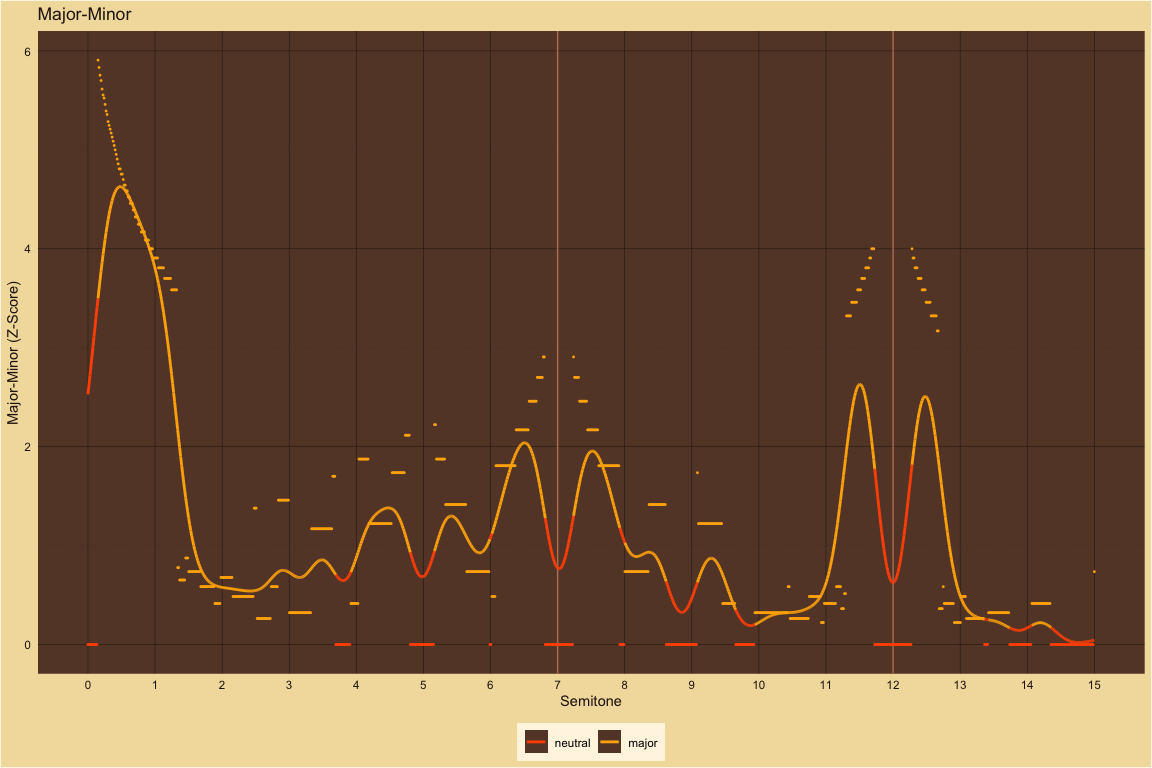 Major-Minor
6
4
2
0
Major-Minor (Z-Score)
0 1 2 3 4 5 6 7 8 9 10 11 12 13 14 15
Semitone
neutral major